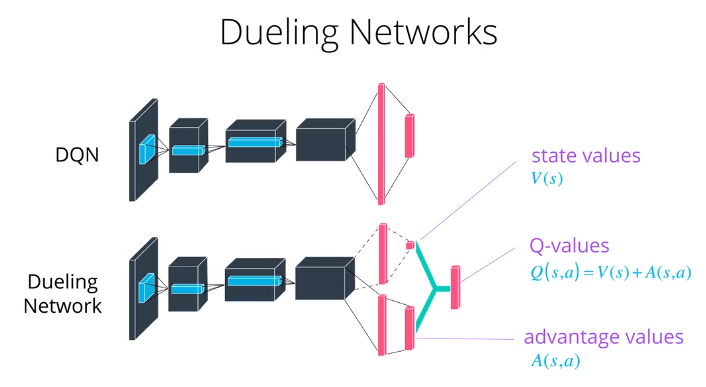 Dueling Networks
DQN
state values
V(s)
Q-values
Q(s,a)=V(s)+A(s,a)
Dueling
Network
advantage values
A(s,a)